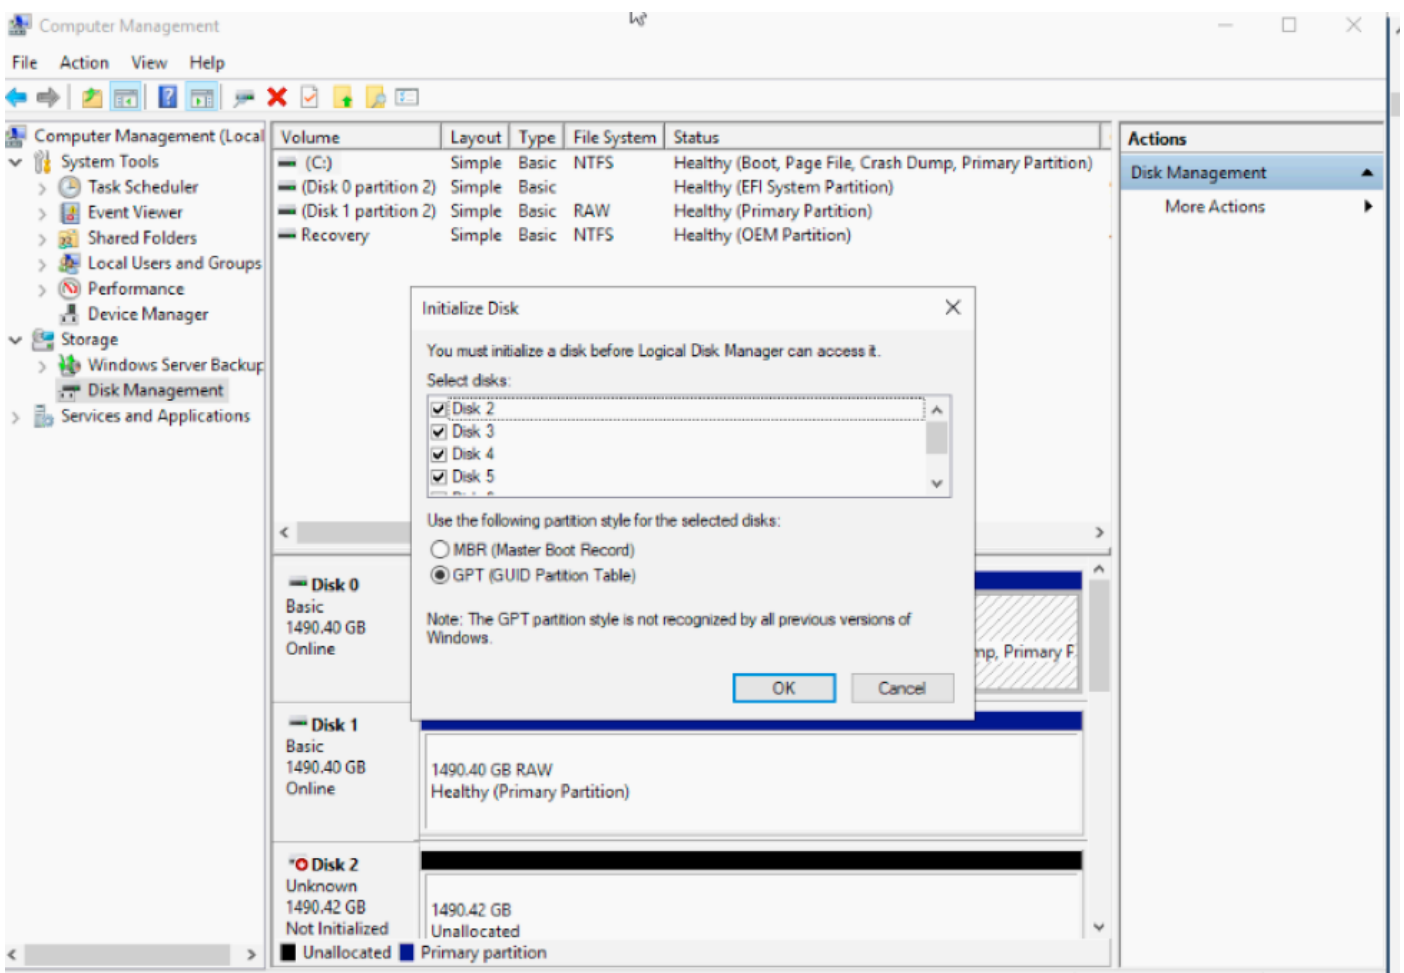 Computer Management
File Action View Help
Computer Management (Local
System Tools
Task Scheduler
Event Viewer
Shared Folders
Local Users and Groups
Performance
Device Manager
Storage
Windows Server Backup
Disk Management
Services and Applications
Volume Layout Type File System Status
(C:) Simple Basic NTFS Healthy (Boot, Page File, Crash Dump, Primary Partition)
(Disk 0 partition 2) Simple Basic Healthy (EFI System Partition)
(Disk 1 partition 2) Simple Basic RAW Healthy (Primary Partition)
Recovery Simple Basic NTFS Healthy (OEM Partition)
Actions
Disk Management
More Actions
Initialize Disk
You must initialize a disk before Logical Disk Manager can access it.
Select disks:
Disk 2
Disk 3
Disk 4
Disk 5
Use the following partition style for the selected disks:
MBR (Master Boot Record)
GPT (GUID Partition Table)
Note: The GPT partition style is not recognized by all previous versions of
Windows.
OK Cancel
Disk 0
Basic
1490.40 GB
Online
mp, Primary P
Disk 1
Basic
1490.40 GB
Online
1490.40 GB RAW
Healthy (Primary Partition)
Disk 2
Unknown
1490.42 GB
Not Initialized
1490.42 GB
Unallocated
Unallocated Primary partition